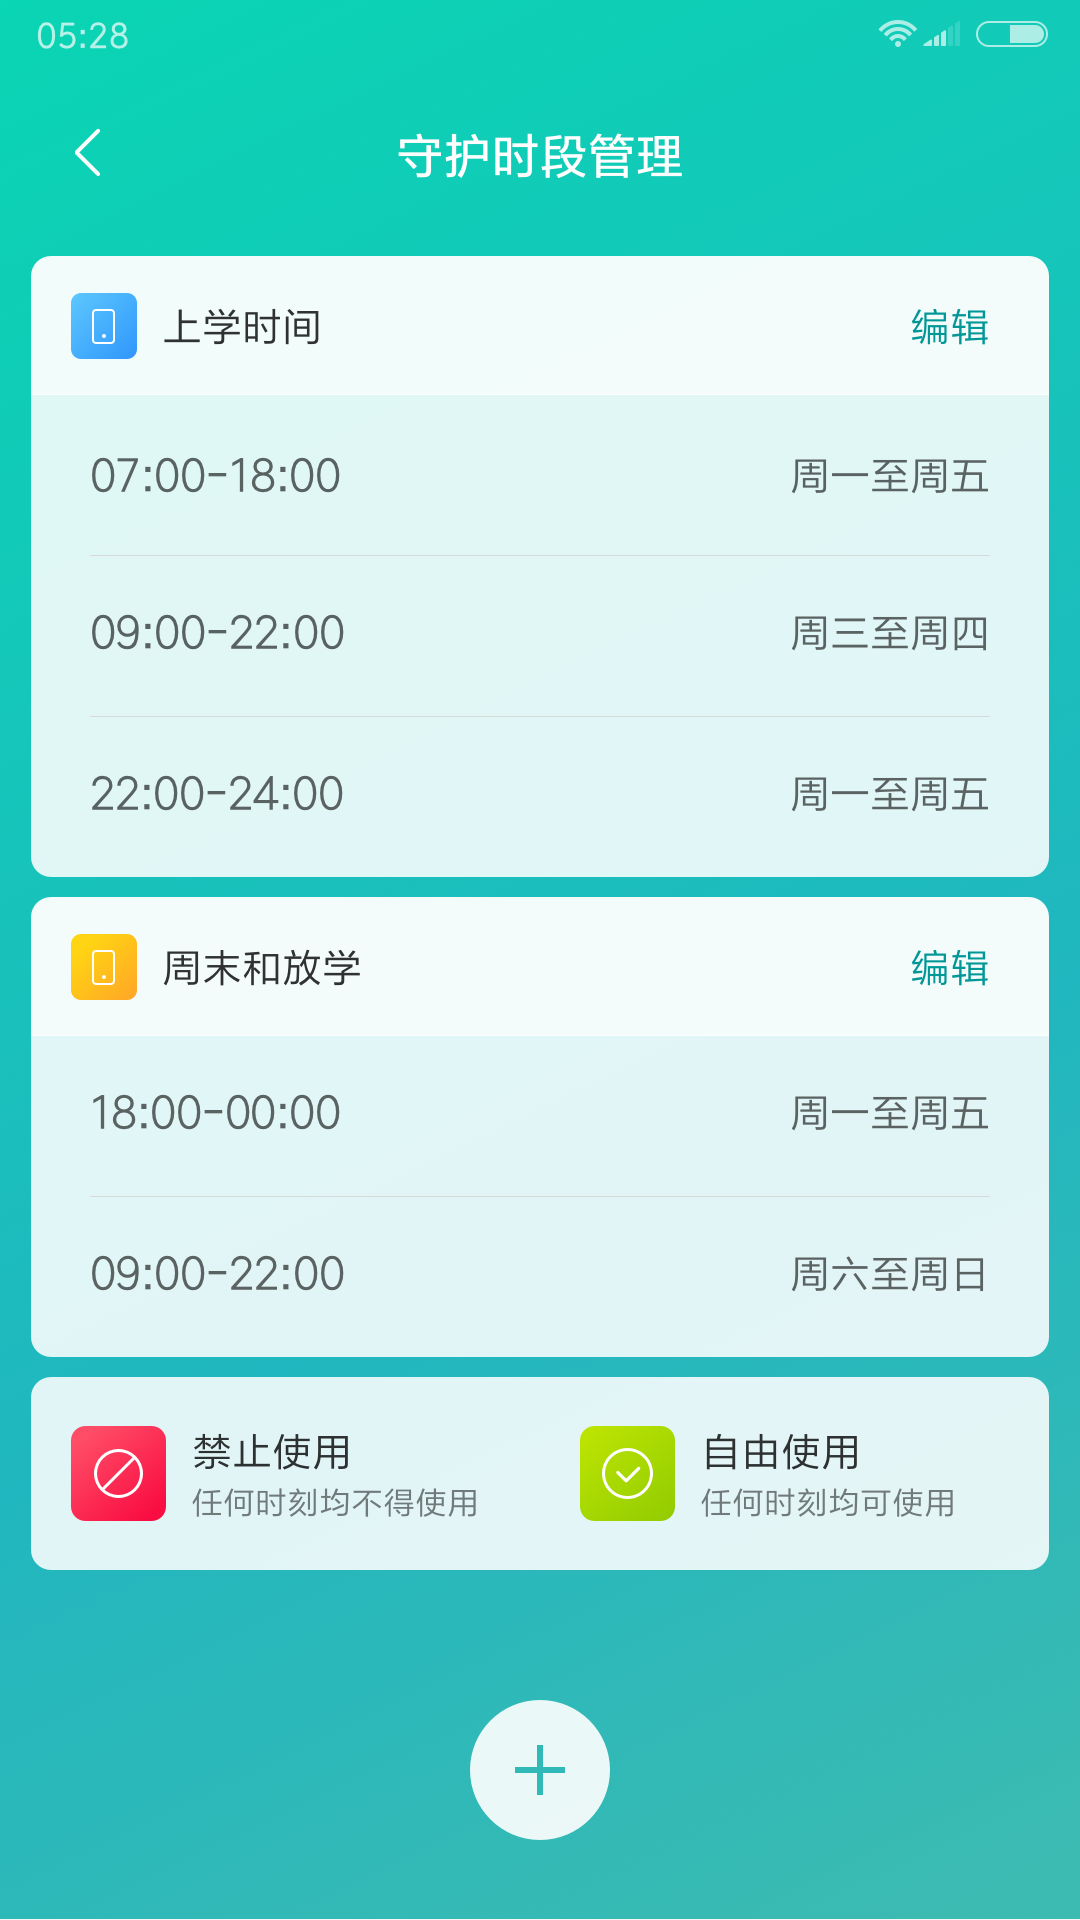 05:28
守护时段管理
上学时间 编辑
07:00-18:00 周一至周五
09:00-22:00 周三至周四
22:00-24:00 周一至周五
周末和放学 编辑
18:00-00:00 周一至周五
09:00-22:00 周六至周日
禁止使用 自由使用
任何时刻均不得使用 任何时刻均可使用